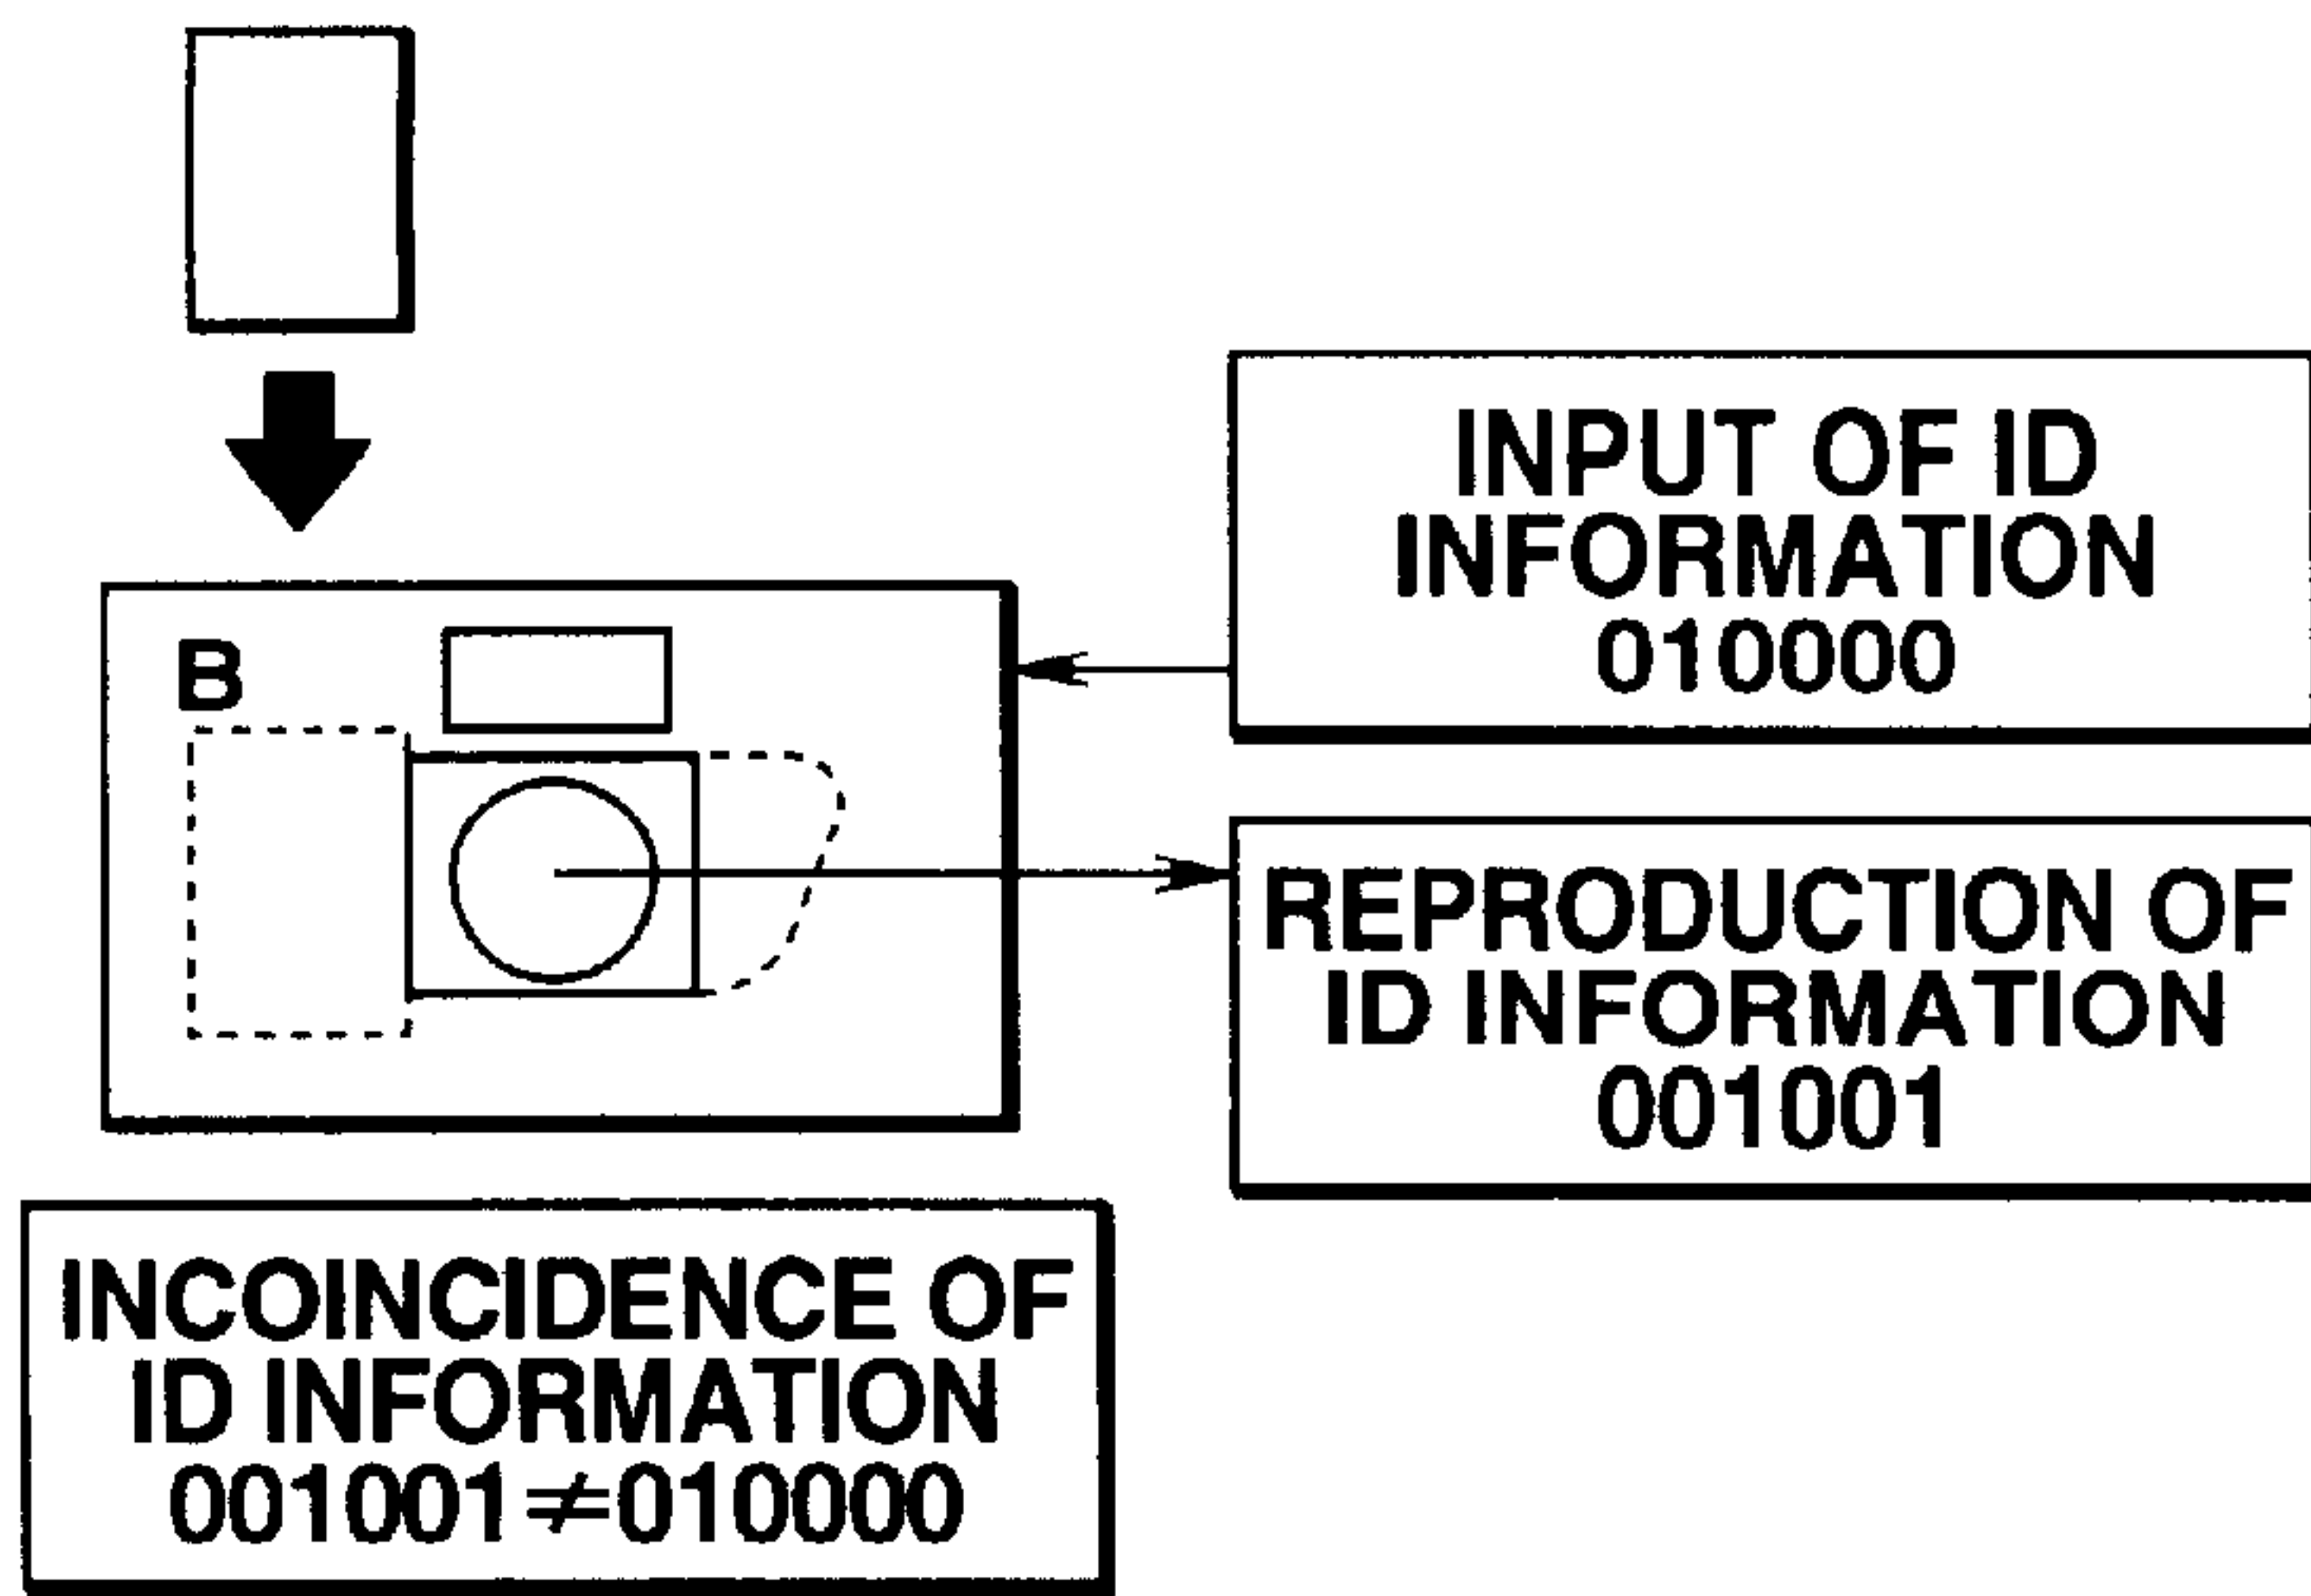 INPUT OF ID
INFORMATION
010000
B
REPRODUCTION OF
ID INFORMATION
001001
INCOINCIDENCE OF
ID INFORMATION
001001≠010000